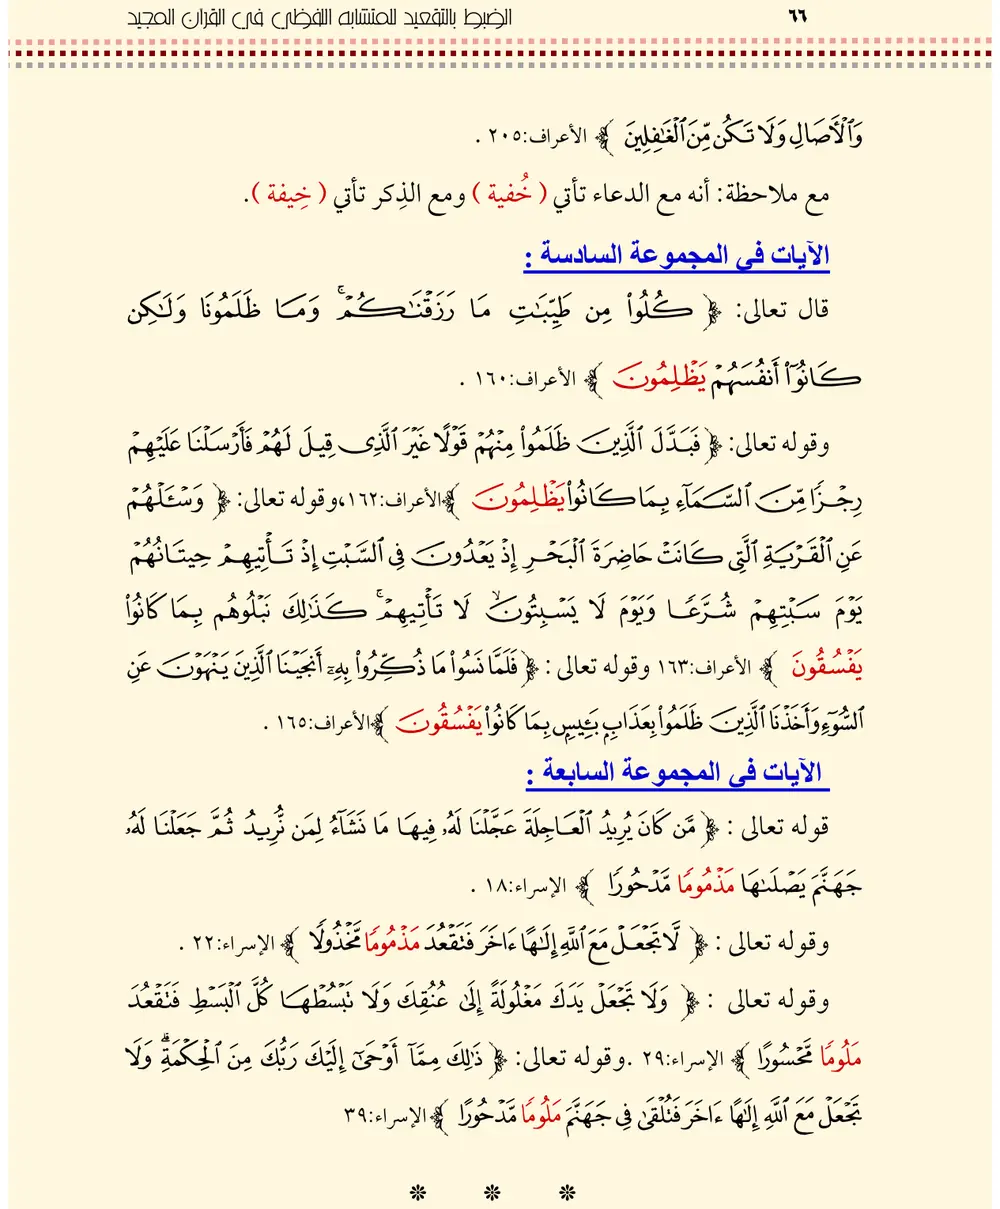 ٦٦ الضبط بالتقعيد للمتشابه اللفظي في القرآن المجيد
وَٱلْأٓصَالِ وَلَا تَكُن مِّنَ ٱلْغَٰفِلِينَ ﴾ الأعراف:٢٠٥ .
مع ملاحظة: أنه مع الدعاء تأتي ( خُفية ) ومع الذِكر تأتي ( خِيفة ).
الآيات في المجموعة السادسة :
قال تعالى: ﴿ كُلُوا۟ مِن طَيِّبَٰتِ مَا رَزَقْنَٰكُمْ ۚ وَمَا ظَلَمُونَا وَلَٰكِن
كَانُوٓا۟ أَنفُسَهُمْ يَظْلِمُونَ ﴾ الأعراف:١٦٠ .
وقوله تعالى: ﴿ فَبَدَّلَ ٱلَّذِينَ ظَلَمُوا۟ مِنْهُمْ قَوْلًا غَيْرَ ٱلَّذِى قِيلَ لَهُمْ فَأَرْسَلْنَا عَلَيْهِمْ
رِجْزًا مِّنَ ٱلسَّمَآءِ بِمَا كَانُوا۟ يَظْلِمُونَ ﴾الأعراف:١٦٢،وقوله تعالى: ﴿ وَسْـَٔلْهُمْ
عَنِ ٱلْقَرْيَةِ ٱلَّتِى كَانَتْ حَاضِرَةَ ٱلْبَحْرِ إِذْ يَعْدُونَ فِى ٱلسَّبْتِ إِذْ تَأْتِيهِمْ حِيتَانُهُمْ
يَوْمَ سَبْتِهِمْ شُرَّعًا وَيَوْمَ لَا يَسْبِتُونَ ۙ لَا تَأْتِيهِمْ ۚ كَذَٰلِكَ نَبْلُوهُم بِمَا كَانُوا۟
يَفْسُقُونَ ﴾ الأعراف:١٦٣ وقوله تعالى : ﴿ فَلَمَّا نَسُوا۟ مَا ذُكِّرُوا۟ بِهِۦٓ أَنجَيْنَا ٱلَّذِينَ يَنْهَوْنَ عَنِ
ٱلسُّوٓءِ وَأَخَذْنَا ٱلَّذِينَ ظَلَمُوا۟ بِعَذَابٍۭ بَـِٔيسٍۭ بِمَا كَانُوا۟ يَفْسُقُونَ ﴾الأعراف:١٦٥ .
الآيات في المجموعة السابعة :
قوله تعالى : ﴿ مَّن كَانَ يُرِيدُ ٱلْعَاجِلَةَ عَجَّلْنَا لَهُۥ فِيهَا مَا نَشَآءُ لِمَن نُّرِيدُ ثُمَّ جَعَلْنَا لَهُۥ
جَهَنَّمَ يَصْلَىٰهَا مَذْمُومًا مَّدْحُورًا ﴾ الإسراء:١٨ .
وقوله تعالى : ﴿ لَّا تَجْعَلْ مَعَ ٱللَّهِ إِلَٰهًا ءَاخَرَ فَتَقْعُدَ مَذْمُومًا مَّخْذُولًا ﴾ الإسراء:٢٢ .
وقوله تعالى : ﴿ وَلَا تَجْعَلْ يَدَكَ مَغْلُولَةً إِلَىٰ عُنُقِكَ وَلَا تَبْسُطْهَا كُلَّ ٱلْبَسْطِ فَتَقْعُدَ
مَلُومًا مَّحْسُورًا ﴾ الإسراء:٢٩ .وقوله تعالى: ﴿ ذَٰلِكَ مِمَّآ أَوْحَىٰٓ إِلَيْكَ رَبُّكَ مِنَ ٱلْحِكْمَةِ ۗ وَلَا
تَجْعَلْ مَعَ ٱللَّهِ إِلَٰهًا ءَاخَرَ فَتُلْقَىٰ فِى جَهَنَّمَ مَلُومًا مَّدْحُورًا ﴾الإسراء:٣٩